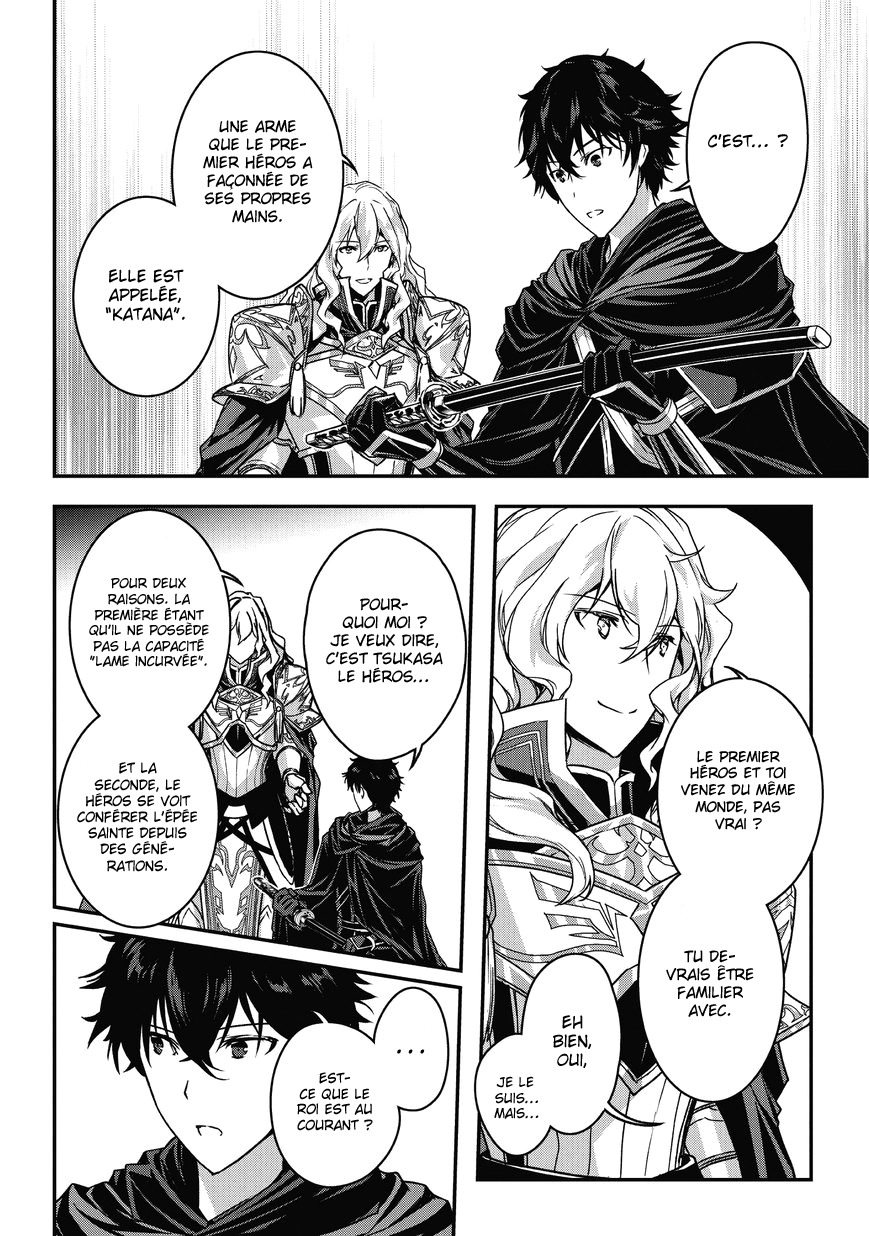 C'EST... ?
UNE ARME
QUE LE PRE-
MIER HÉROS A
FAÇONNÉE DE
SES PROPRES
MAINS.
ELLE EST
APPELÉE,
"KATANA".
LE PREMIER
HÉROS ET TOI
VENEZ DU MÊME
MONDE, PAS
VRAI ?
TU DE-
VRAIS ÊTRE
FAMILIER
AVEC.
EH
BIEN,
OUI,
JE LE
SUIS...
MAIS...
POUR-
QUOI MOI ?
JE VEUX DIRE,
C'EST TSUKASA
LE HÉROS...
POUR DEUX
RAISONS. LA
PREMIÈRE ÉTANT
QU'IL NE POSSÈDE
PAS LA CAPACITÉ
"LAME INCURVÉE".
ET LA
SECONDE, LE
HÉROS SE VOIT
CONFÉRER L'ÉPÉE
SAINTE DEPUIS
DES GÉNÉ-
RATIONS.
...
EST-
CE QUE LE
ROI EST AU
COURANT ?